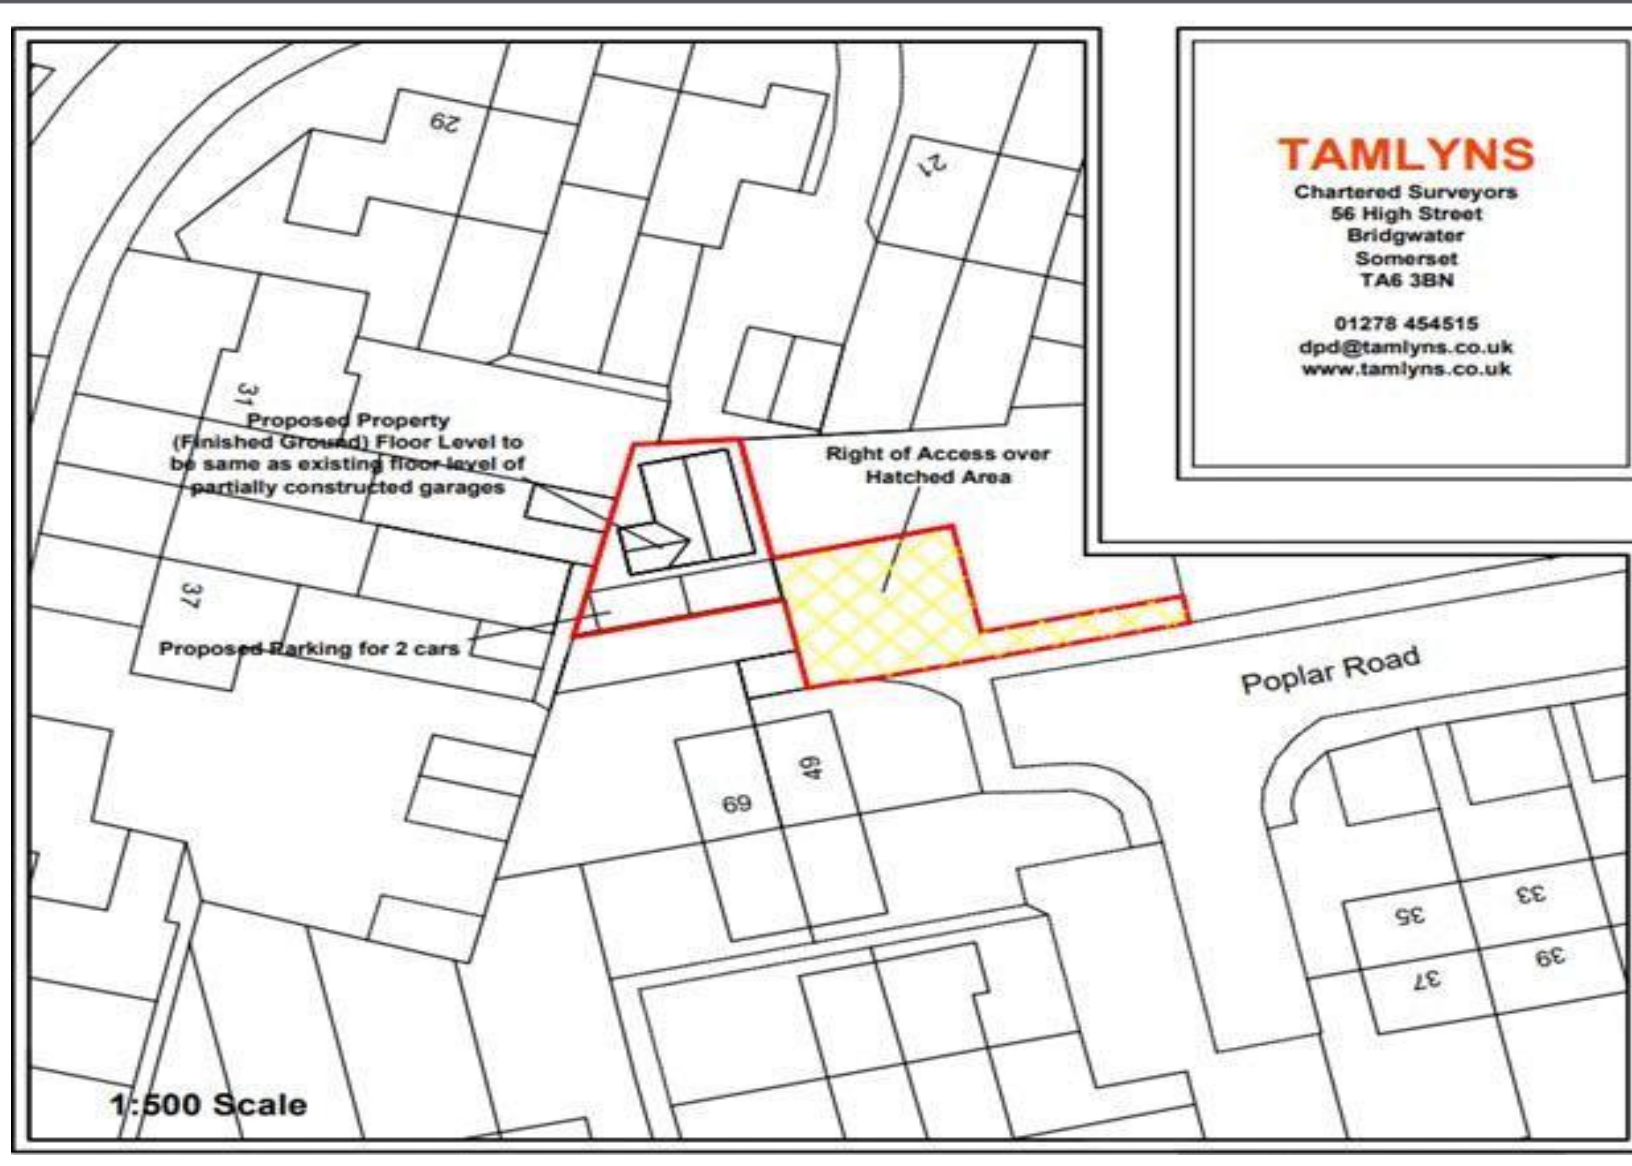 TAMLYNS
Chartered Surveyors
56 High Street
Bridgwater
Somerset
TA6 3BN
01278 454515
dpd@tamlyns.co.uk
www.tamlyns.co.uk
29
21
31
Proposed Property
(Finished Ground) Floor Level to
be same as existing floor level of
partially constructed garages
Right of Access over
Hatched Area
37
Proposed Parking for 2 cars
Poplar Road
49
69
35
33
37
39
1:500 Scale